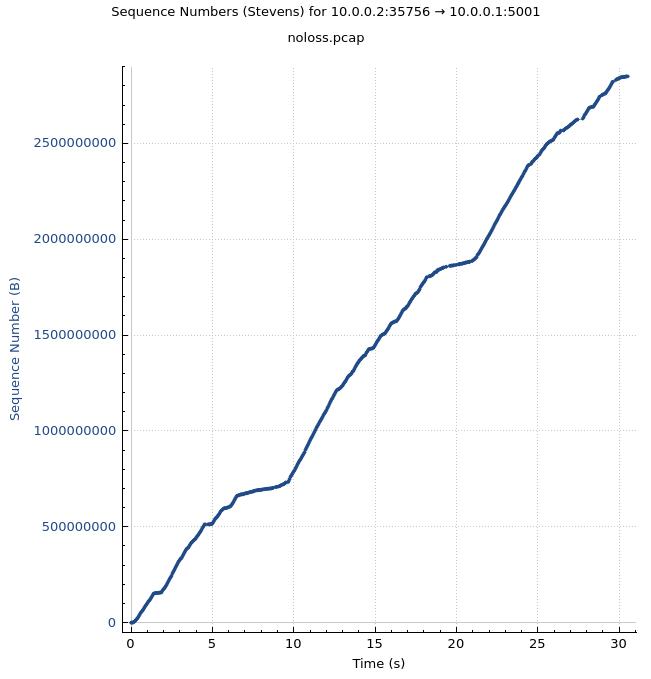 Sequence Numbers (Stevens) for 10.0.0.2:35756 → 10.0.0.1:5001
noloss.pcap
2500000000
2000000000
1500000000
1000000000
500000000
0
Sequence Number (B)
0 5 10 15 20 25 30
Time (s)